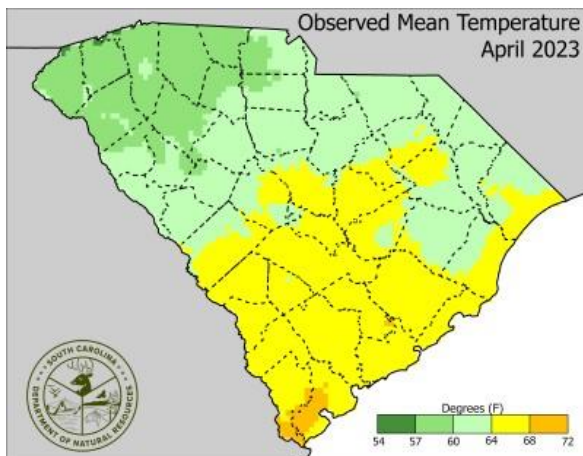 Observed Mean Temperature
April 2023
SOUTH CAROLINA
DEPARTMENT OF NATURAL RESOURCES
Degrees (F)
54 57 60 64 68 72